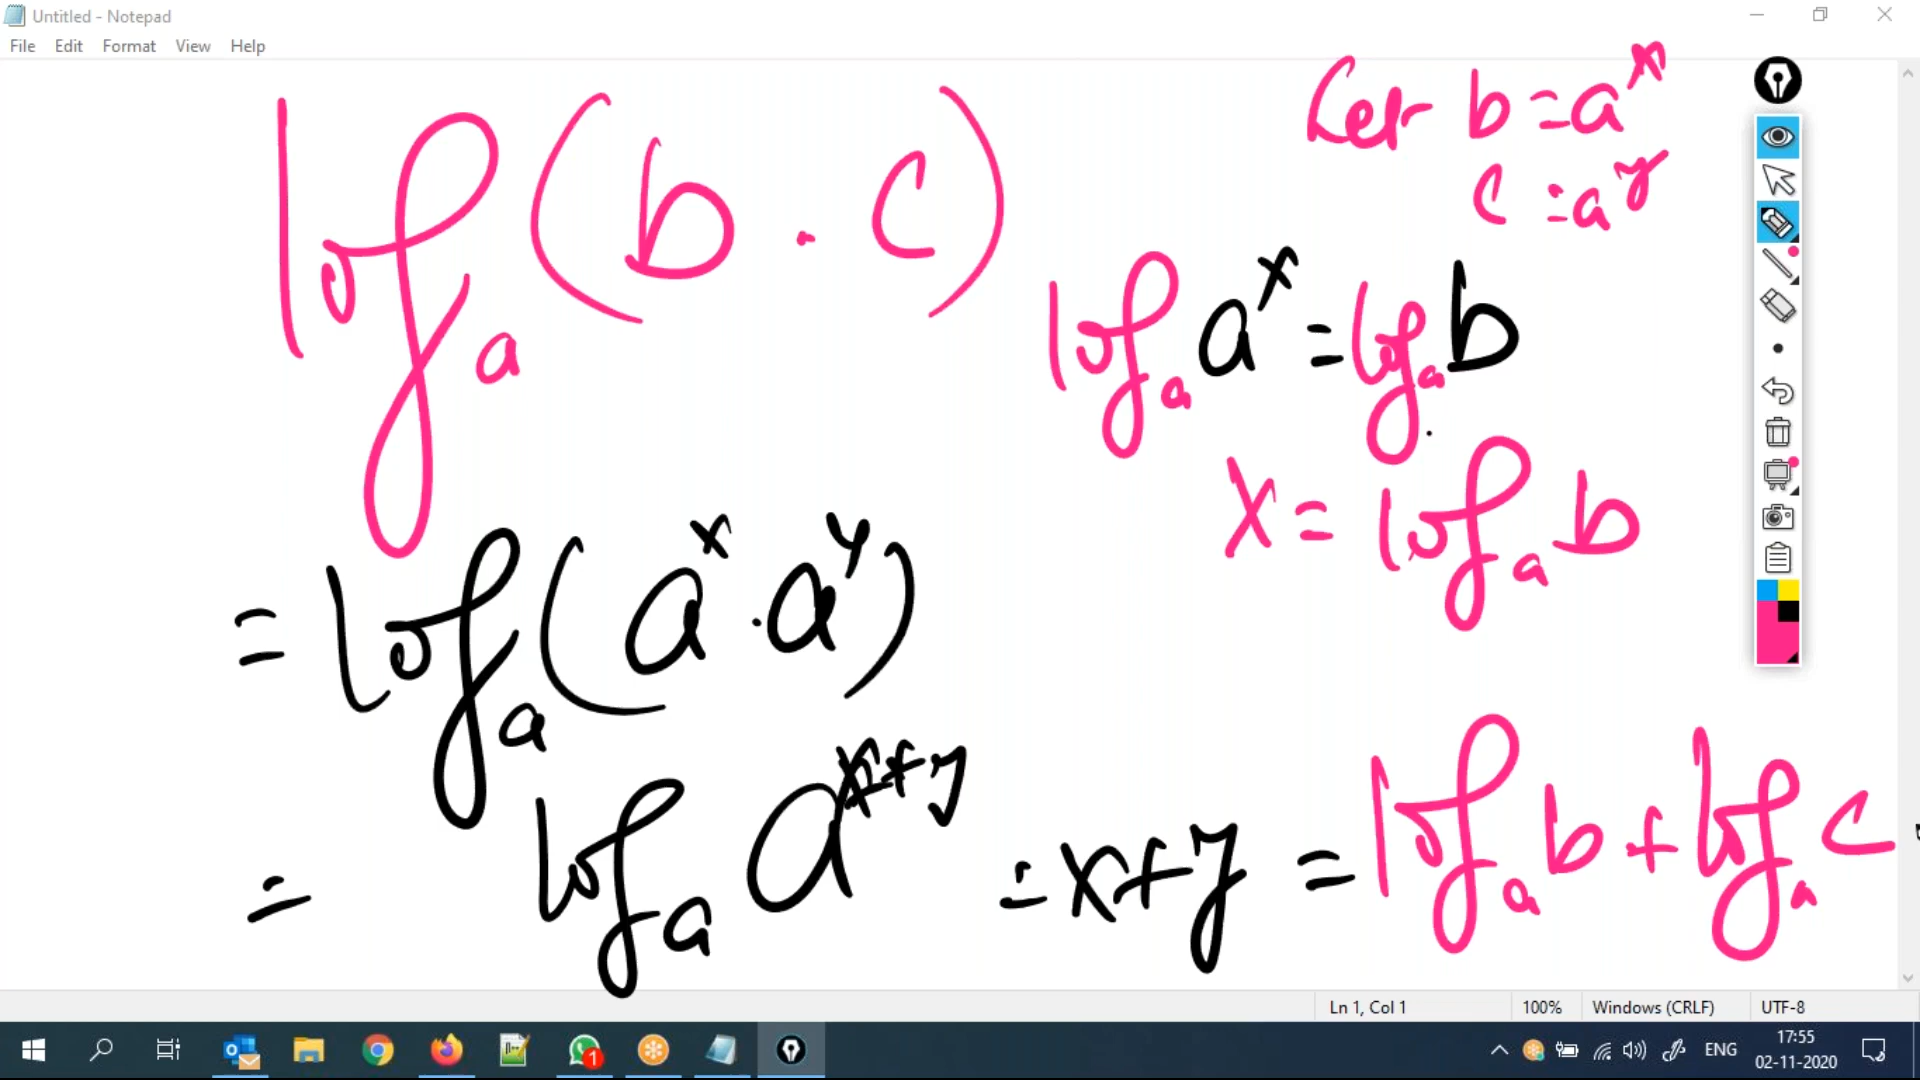 Untitled - Notepad
File Edit Format View Help
Let b = a^x
c = a^y
log_a (b . c)
log_a a^x = log_a b
x = log_a b
= log_a (a^x . a^y)
= log_a a^x+y = x+y = log_a b + log_a c
Ln 1, Col 1 100% Windows (CRLF) UTF-8
1 ENG 17:55
02-11-2020